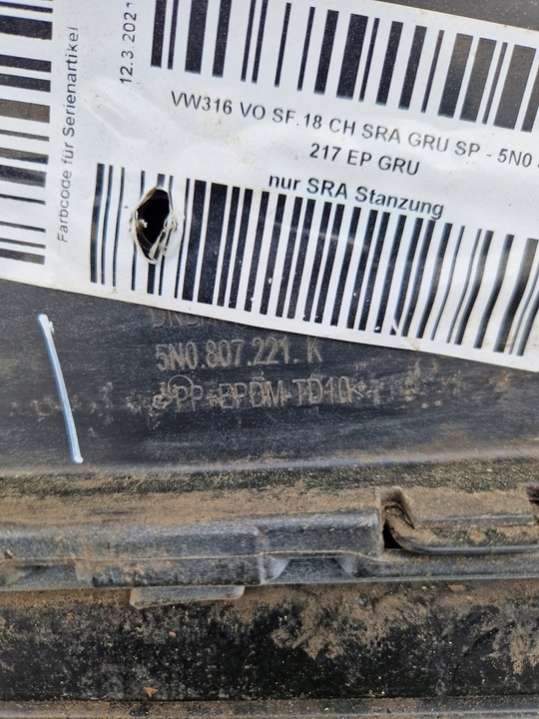 Farbcode für Serienartikel
12.3.2021
VW316 VO SF.18 CH SRA GRU SP - 5N0
217 EP GRU
nur SRA Stanzung
5N0.807.221.K
>PP+EPDM-TD10<